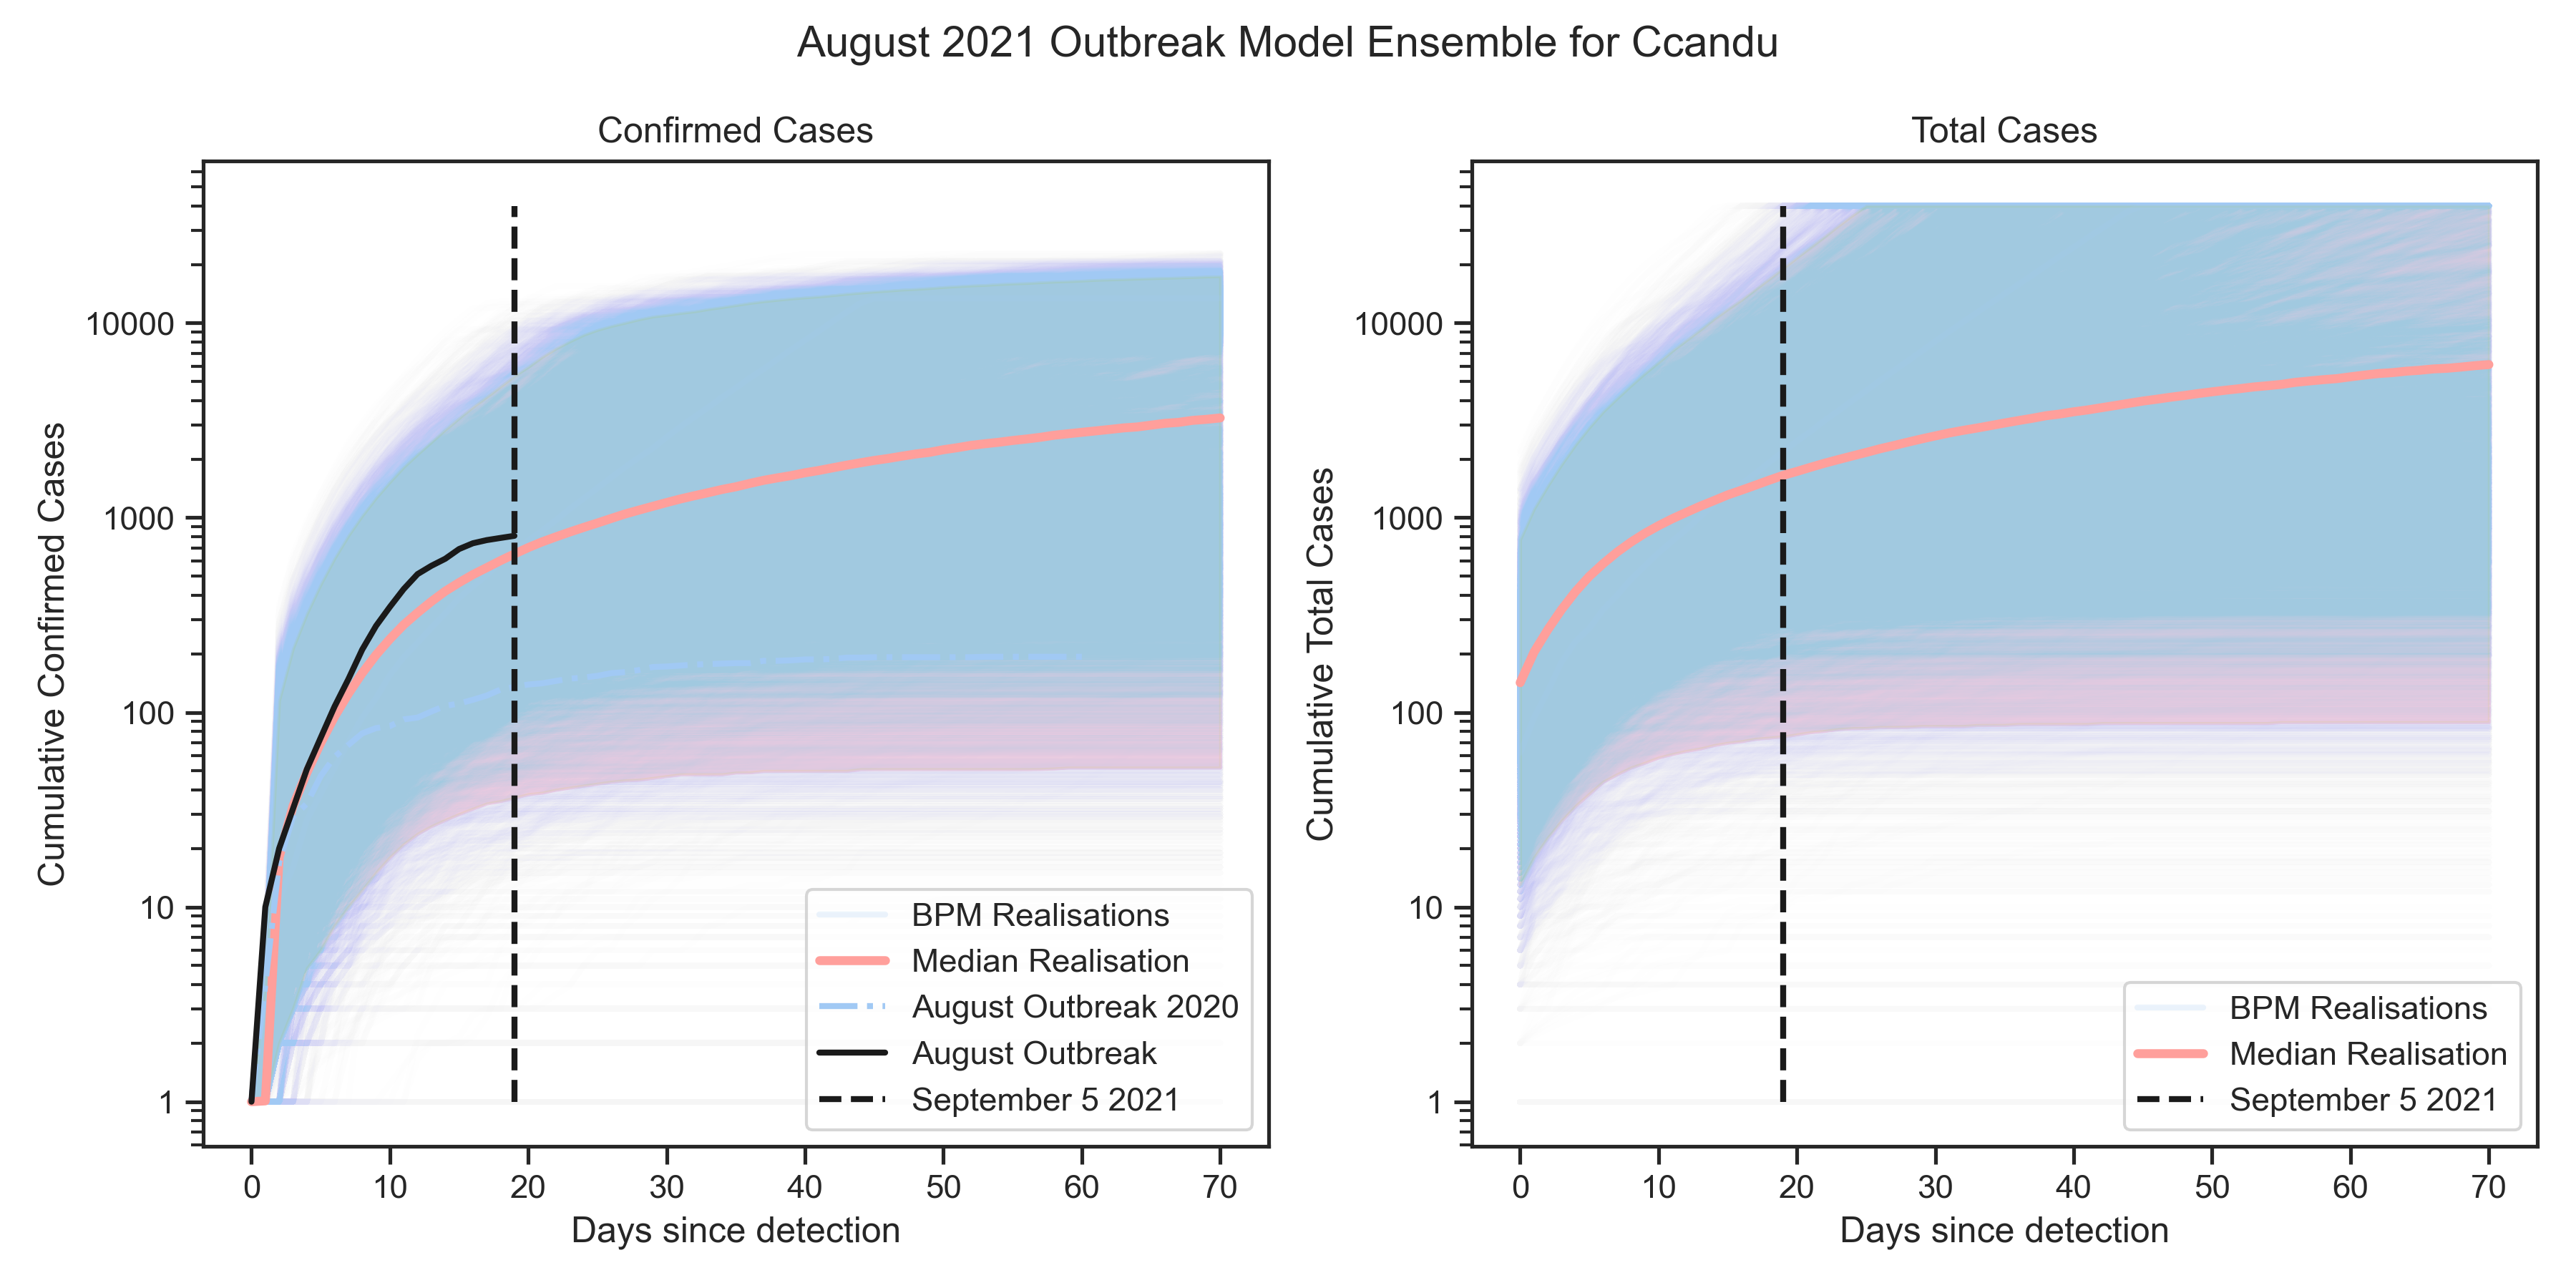 August 2021 Outbreak Model Ensemble for Ccandu
Confirmed Cases
Cumulative Confirmed Cases
10000
1000
100
10
1
0 10 20 30 40 50 60 70
Days since detection
BPM Realisations
Median Realisation
August Outbreak 2020
August Outbreak
September 5 2021
Total Cases
Cumulative Total Cases
10000
1000
100
10
1
0 10 20 30 40 50 60 70
Days since detection
BPM Realisations
Median Realisation
September 5 2021